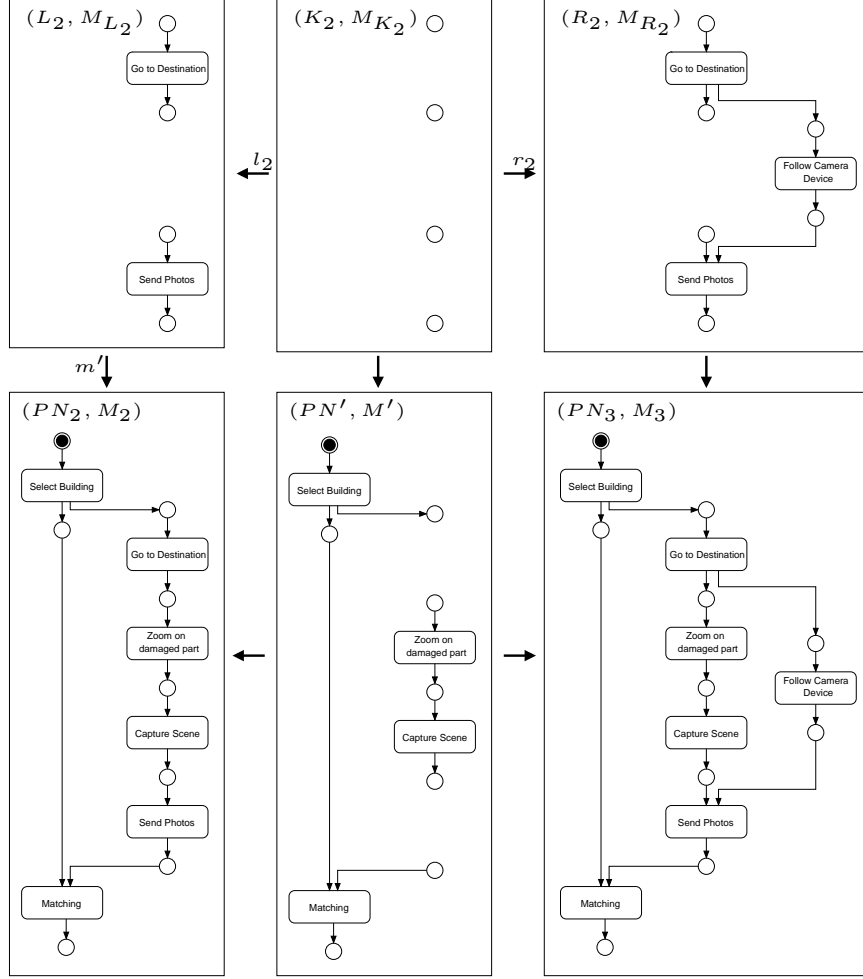 (L₂, M_L₂)
Go to Destination
Send Photos
(K₂, M_K₂)
(R₂, M_R₂)
Go to Destination
Follow Camera
Device
Send Photos
l₂
r₂
m′
(PN₂, M₂)
Select Building
Go to Destination
Zoom on
damaged part
Capture Scene
Send Photos
Matching
(PN′, M′)
Select Building
Zoom on
damaged part
Capture Scene
Matching
(PN₃, M₃)
Select Building
Go to Destination
Zoom on
damaged part
Follow Camera
Device
Capture Scene
Send Photos
Matching